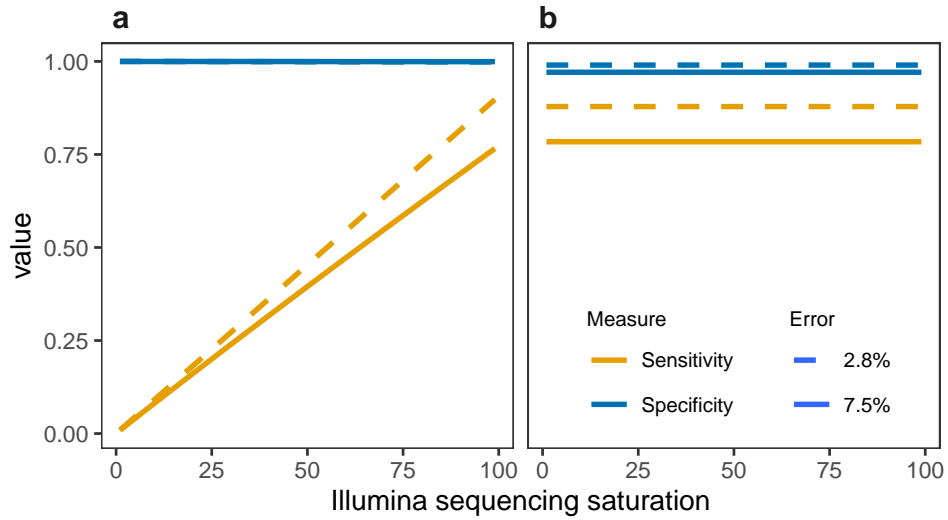 a b
value
1.00
0.75
0.50
0.25
0.00
Measure Error
Sensitivity 2.8%
Specificity 7.5%
0 25 50 75 100 0 25 50 75 100
Illumina sequencing saturation